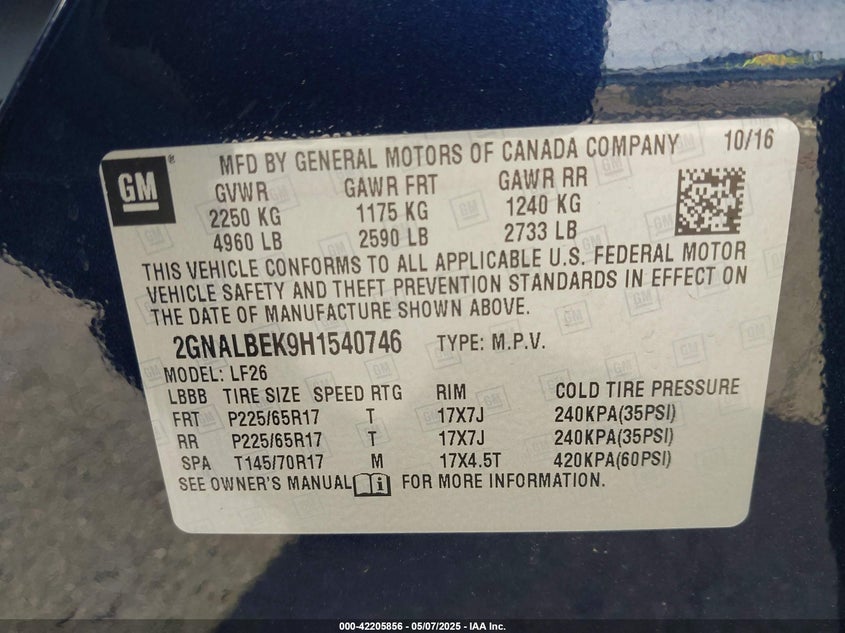 GM
MFD BY GENERAL MOTORS OF CANADA COMPANY 10/16
GVWR GAWR FRT GAWR RR
2250 KG 1175 KG 1240 KG
4960 LB 2590 LB 2733 LB
THIS VEHICLE CONFORMS TO ALL APPLICABLE U.S. FEDERAL MOTOR
VEHICLE SAFETY AND THEFT PREVENTION STANDARDS IN EFFECT ON
THE DATE OF MANUFACTURE SHOWN ABOVE.
2GNALBEK9H1540746 TYPE: M.P.V.
MODEL: LF26
LBBB TIRE SIZE SPEED RTG RIM COLD TIRE PRESSURE
FRT P225/65R17 T 17X7J 240KPA(35PSI)
RR P225/65R17 T 17X7J 240KPA(35PSI)
SPA T145/70R17 M 17X4.5T 420KPA(60PSI)
SEE OWNER'S MANUAL i FOR MORE INFORMATION.
000-42205856 - 05/07/2025 - IAA Inc.